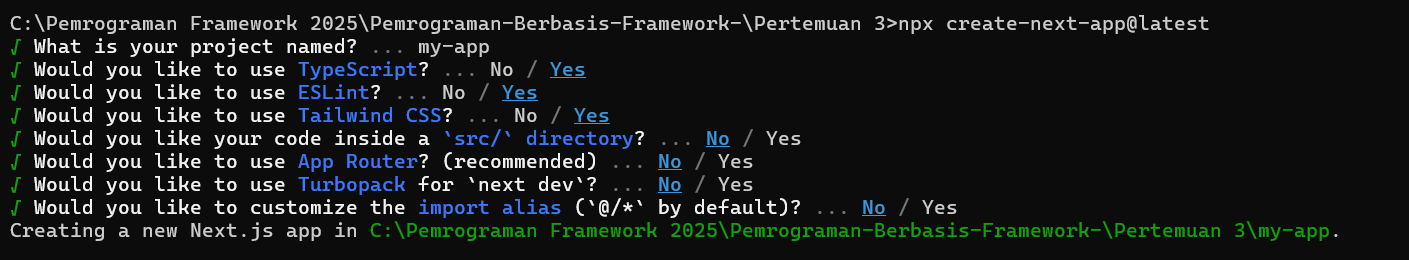 C:\Pemrograman Framework 2025\Pemrograman-Berbasis-Framework-\Pertemuan 3>npx create-next-app@latest
√ What is your project named? ... my-app
√ Would you like to use TypeScript? ... No / Yes
√ Would you like to use ESLint? ... No / Yes
√ Would you like to use Tailwind CSS? ... No / Yes
√ Would you like your code inside a `src/` directory? ... No / Yes
√ Would you like to use App Router? (recommended) ... No / Yes
√ Would you like to use Turbopack for `next dev`? ... No / Yes
√ Would you like to customize the import alias (`@/*` by default)? ... No / Yes
Creating a new Next.js app in C:\Pemrograman Framework 2025\Pemrograman-Berbasis-Framework-\Pertemuan 3\my-app.